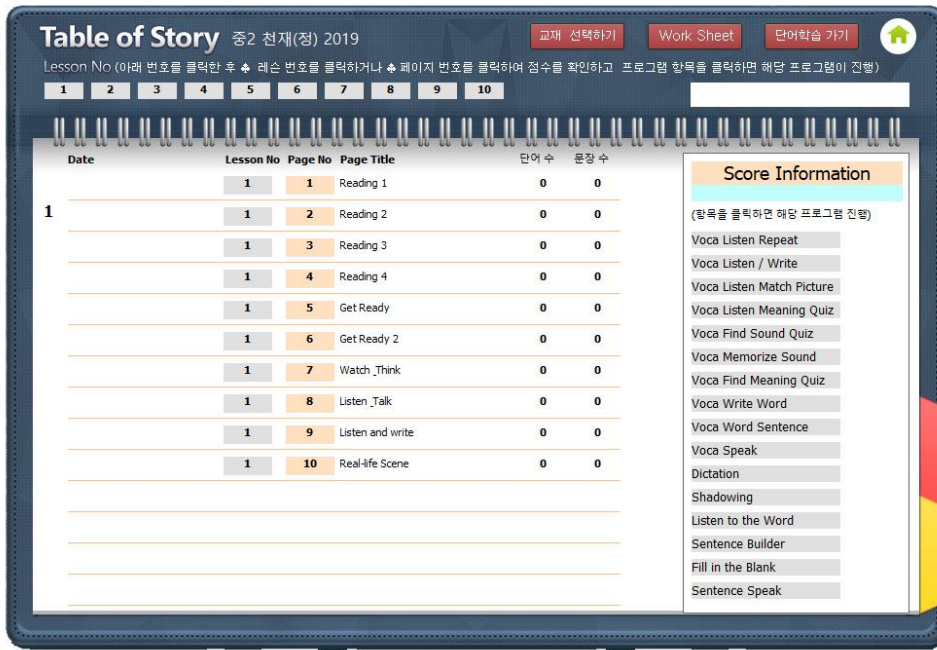 Table of Story 중2 천재(정) 2019
교재 선택하기 Work Sheet 단어학습 가기
Lesson No (아래 번호를 클릭한 후 ♣ 레슨 번호를 클릭하거나 ♣ 페이지 번호를 클릭하여 점수를 확인하고 프로그램 항목을 클릭하면 해당 프로그램이 진행)
1 2 3 4 5 6 7 8 9 10
Date Lesson No Page No Page Title 단어 수 문장 수
1 1 Reading 1 0 0
1
1 2 Reading 2 0 0
1 3 Reading 3 0 0
1 4 Reading 4 0 0
1 5 Get Ready 0 0
1 6 Get Ready 2 0 0
1 7 Watch _Think 0 0
1 8 Listen _Talk 0 0
1 9 Listen and write 0 0
1 10 Real-life Scene 0 0
Score Information
(항목을 클릭하면 해당 프로그램 진행)
Voca Listen Repeat
Voca Listen / Write
Voca Listen Match Picture
Voca Listen Meaning Quiz
Voca Find Sound Quiz
Voca Memorize Sound
Voca Find Meaning Quiz
Voca Write Word
Voca Word Sentence
Voca Speak
Dictation
Shadowing
Listen to the Word
Sentence Builder
Fill in the Blank
Sentence Speak